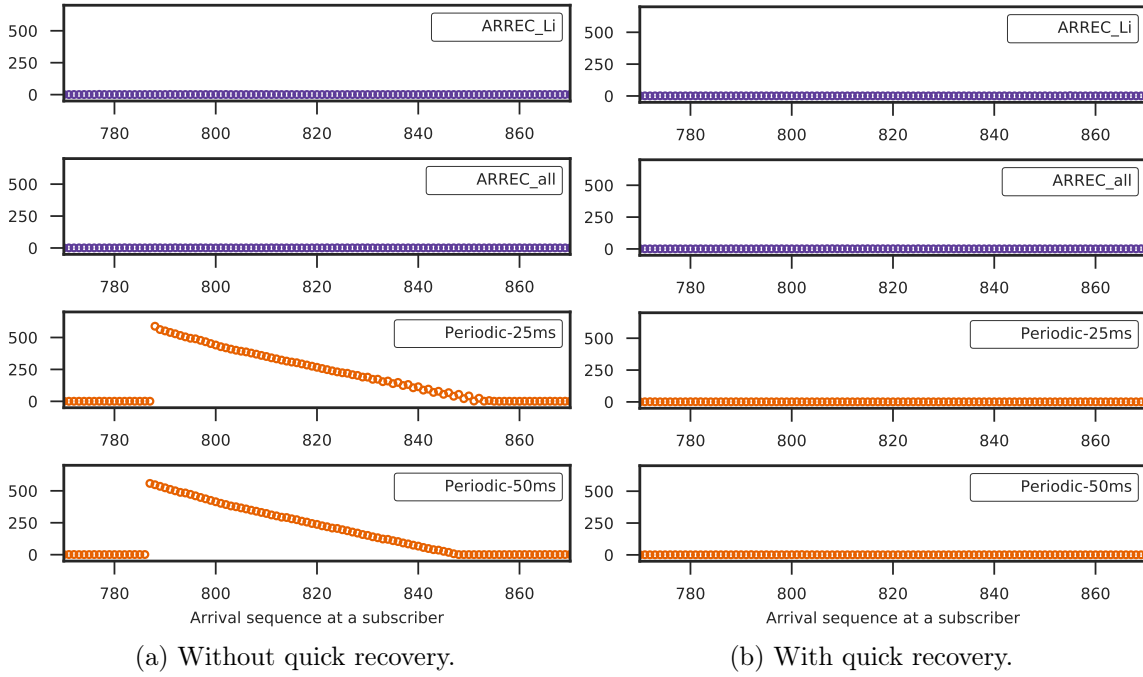 ARREC_Li
500
250
0
780 800 820 840 860
ARREC_all
500
250
0
780 800 820 840 860
Periodic-25ms
500
250
0
780 800 820 840 860
Periodic-50ms
500
250
0
780 800 820 840 860
Arrival sequence at a subscriber
(a) Without quick recovery.
ARREC_Li
500
250
0
780 800 820 840 860
ARREC_all
500
250
0
780 800 820 840 860
Periodic-25ms
500
250
0
780 800 820 840 860
Periodic-50ms
500
250
0
780 800 820 840 860
Arrival sequence at a subscriber
(b) With quick recovery.